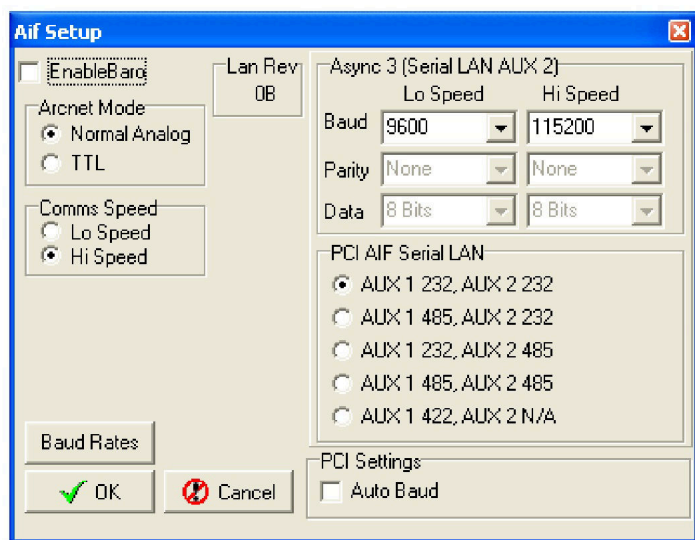 Aif Setup
EnableBaro
Lan Rev
0B
Arcnet Mode
Normal Analog
TTL
Comms Speed
Lo Speed
Hi Speed
Async 3 (Serial LAN AUX 2)
Lo Speed Hi Speed
Baud 9600 115200
Parity None None
Data 8 Bits 8 Bits
PCI AIF Serial LAN
AUX 1 232, AUX 2 232
AUX 1 485, AUX 2 232
AUX 1 232, AUX 2 485
AUX 1 485, AUX 2 485
AUX 1 422, AUX 2 N/A
Baud Rates
OK Cancel
PCI Settings
Auto Baud